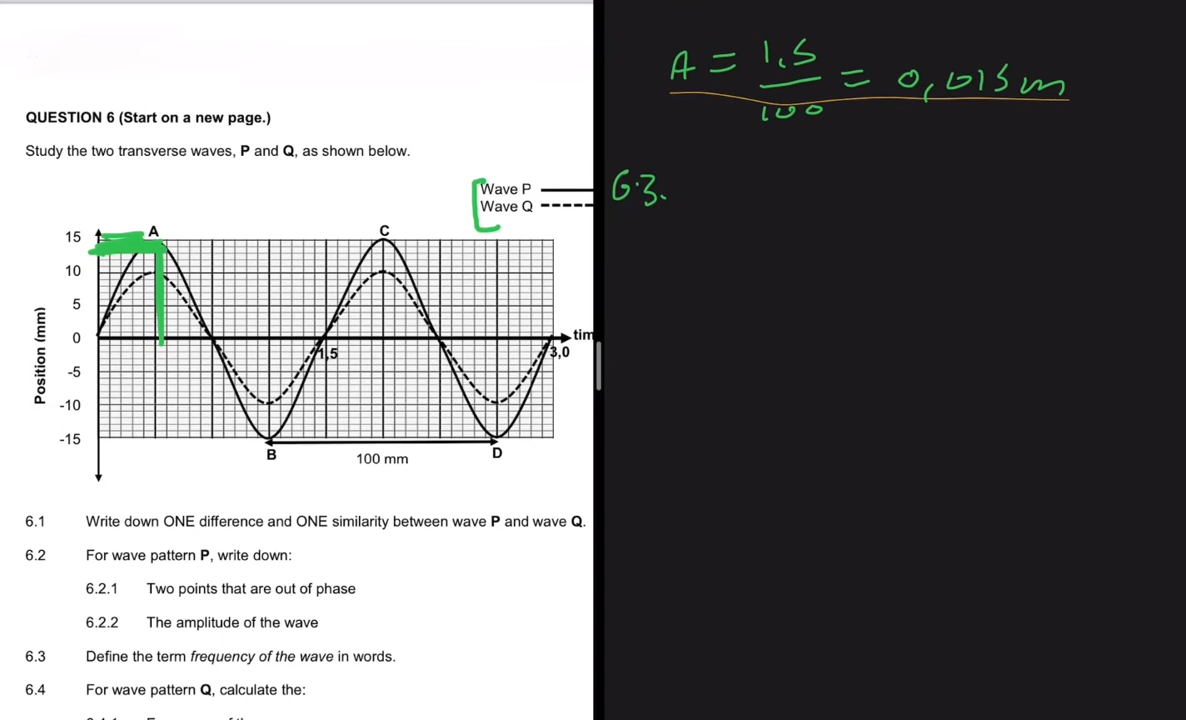 A = 1,5/100 = 0,015m
QUESTION 6 (Start on a new page.)
Study the two transverse waves, P and Q, as shown below.
Wave P
Wave Q
6.3.
A
C
15
10
5
0
-5
-10
-15
Position (mm)
tim
1,5
3,0
B
D
100 mm
6.1 Write down ONE difference and ONE similarity between wave P and wave Q.
6.2 For wave pattern P, write down:
6.2.1 Two points that are out of phase
6.2.2 The amplitude of the wave
6.3 Define the term frequency of the wave in words.
6.4 For wave pattern Q, calculate the: